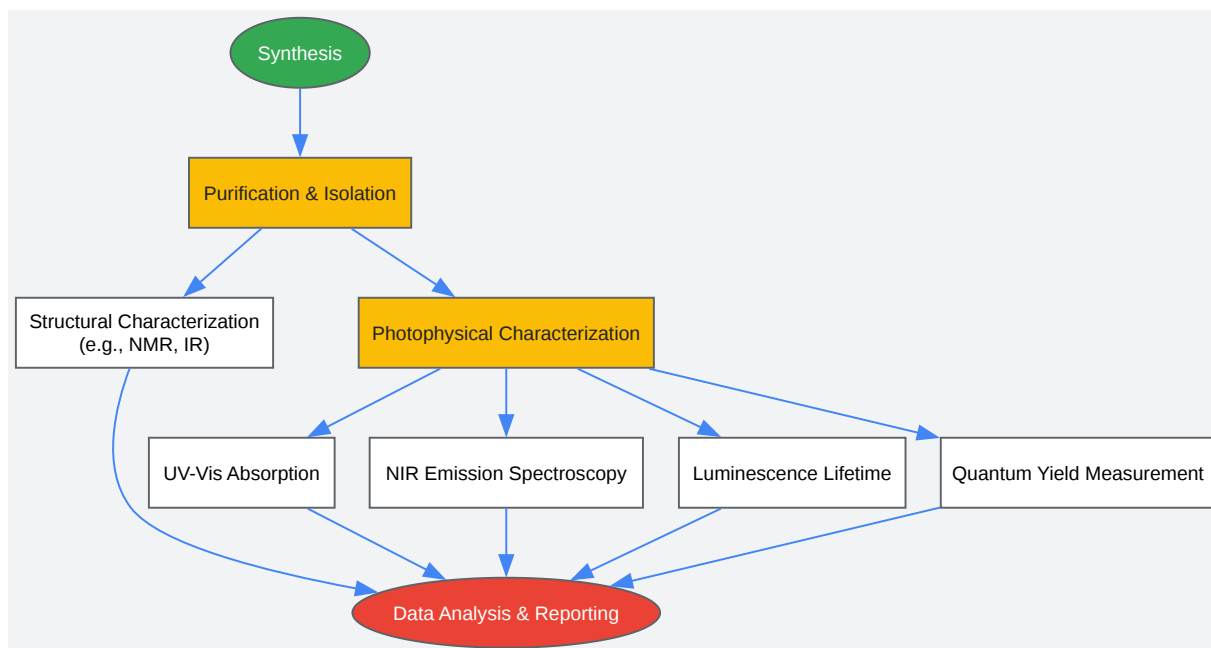 Synthesis
Purification & Isolation
Structural Characterization
(e.g., NMR, IR)
Photophysical Characterization
UV-Vis Absorption
NIR Emission Spectroscopy
Luminescence Lifetime
Quantum Yield Measurement
Data Analysis & Reporting